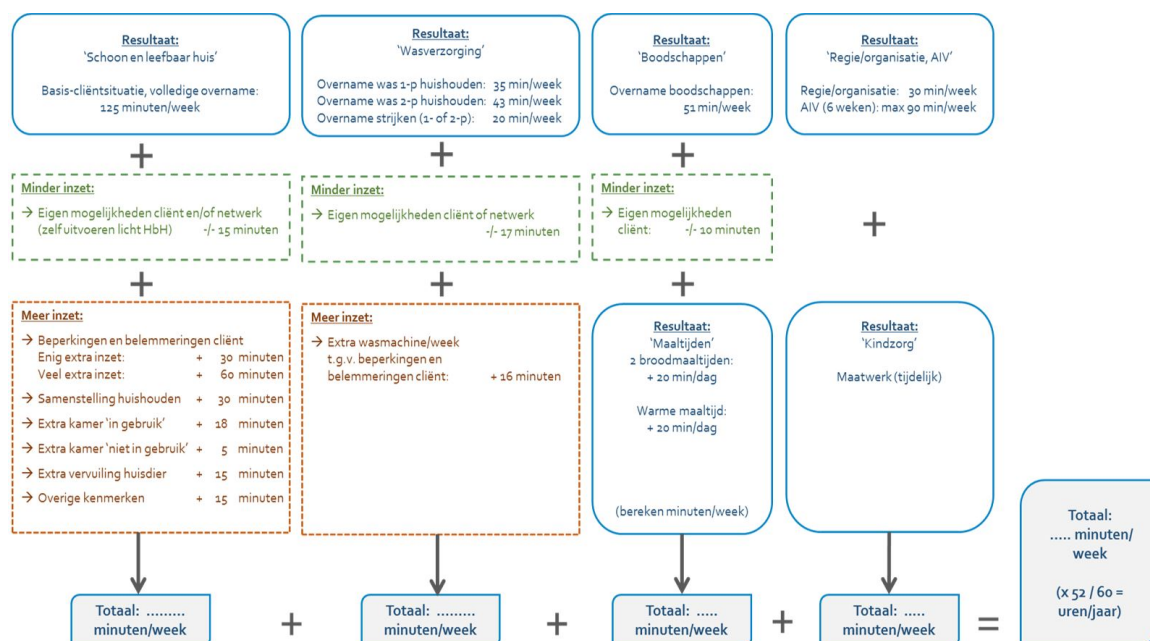 Resultaat:
‘Schoon en leefbaar huis’
Basis-cliëntsituatie, volledige overname:
125 minuten/week
Resultaat:
‘Wasverzorging’
Overname was 1-p huishouden: 35 min/week
Overname was 2-p huishouden: 43 min/week
Overname strijken (1- of 2-p): 20 min/week
Resultaat:
‘Boodschappen’
Overname boodschappen:
51 min/week
Resultaat:
‘Regie/organisatie, AIV’
Regie/organisatie: 30 min/week
AIV (6 weken): max 90 min/week
+
+
+
Minder inzet:
→ Eigen mogelijkheden cliënt en/of netwerk
(zelf uitvoeren licht HbH) -/- 15 minuten
Minder inzet:
→ Eigen mogelijkheden cliënt of netwerk
-/- 17 minuten
Minder inzet:
→ Eigen mogelijkheden
cliënt: -/- 10 minuten
+
+
+
+
Meer inzet:
→ Beperkingen en belemmeringen cliënt
Enig extra inzet: + 30 minuten
Veel extra inzet: + 60 minuten
→ Samenstelling huishouden + 30 minuten
→ Extra kamer ‘in gebruik’ + 18 minuten
→ Extra kamer ‘niet in gebruik’ + 5 minuten
→ Extra vervuiling huisdier + 15 minuten
→ Overige kenmerken + 15 minuten
Meer inzet:
→ Extra wasmachine/week
t.g.v. beperkingen en
belemmeringen cliënt: + 16 minuten
Resultaat:
‘Maaltijden’
2 broodmaaltijden:
+ 20 min/dag
Warme maaltijd:
+ 20 min/dag
(bereken minuten/week)
Resultaat:
‘Kindzorg’
Maatwerk (tijdelijk)
Totaal: .........
minuten/week
+
Totaal: .........
minuten/week
+
Totaal: .....
minuten/week
+
Totaal: .....
minuten/week
=
Totaal:
..... minuten/
week
(x 52 / 60 =
uren/jaar)